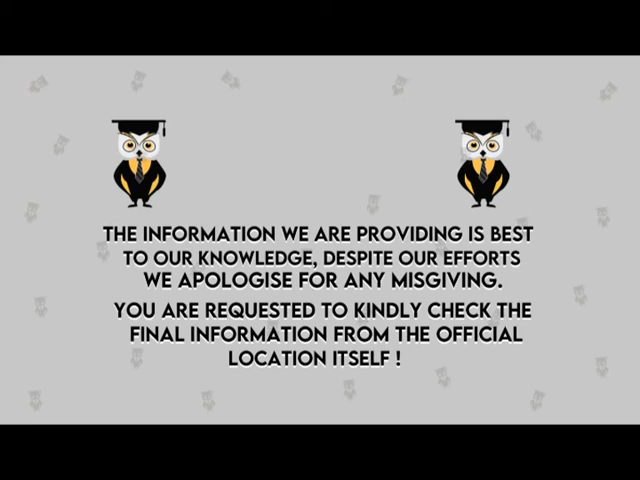 THE INFORMATION WE ARE PROVIDING IS BEST
TO OUR KNOWLEDGE, DESPITE OUR EFFORTS
WE APOLOGISE FOR ANY MISGIVING.
YOU ARE REQUESTED TO KINDLY CHECK THE
FINAL INFORMATION FROM THE OFFICIAL
LOCATION ITSELF !